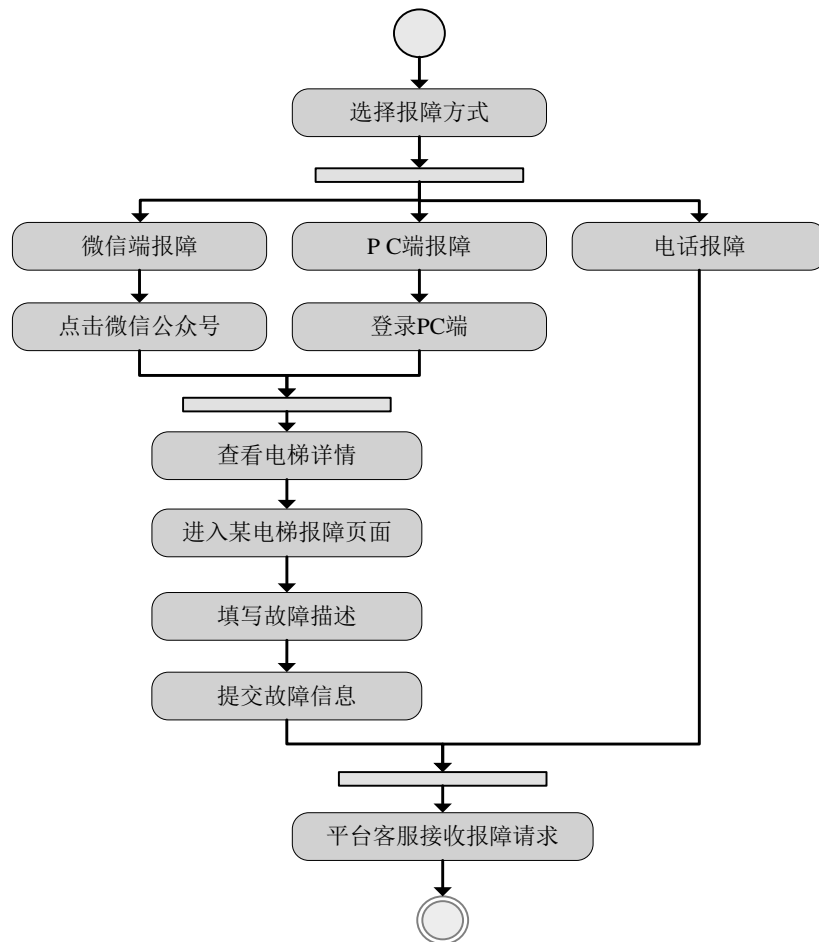 选择报障方式
微信端报障
P C端报障
电话报障
点击微信公众号
登录PC端
查看电梯详情
进入某电梯报障页面
填写故障描述
提交故障信息
平台客服接收报障请求